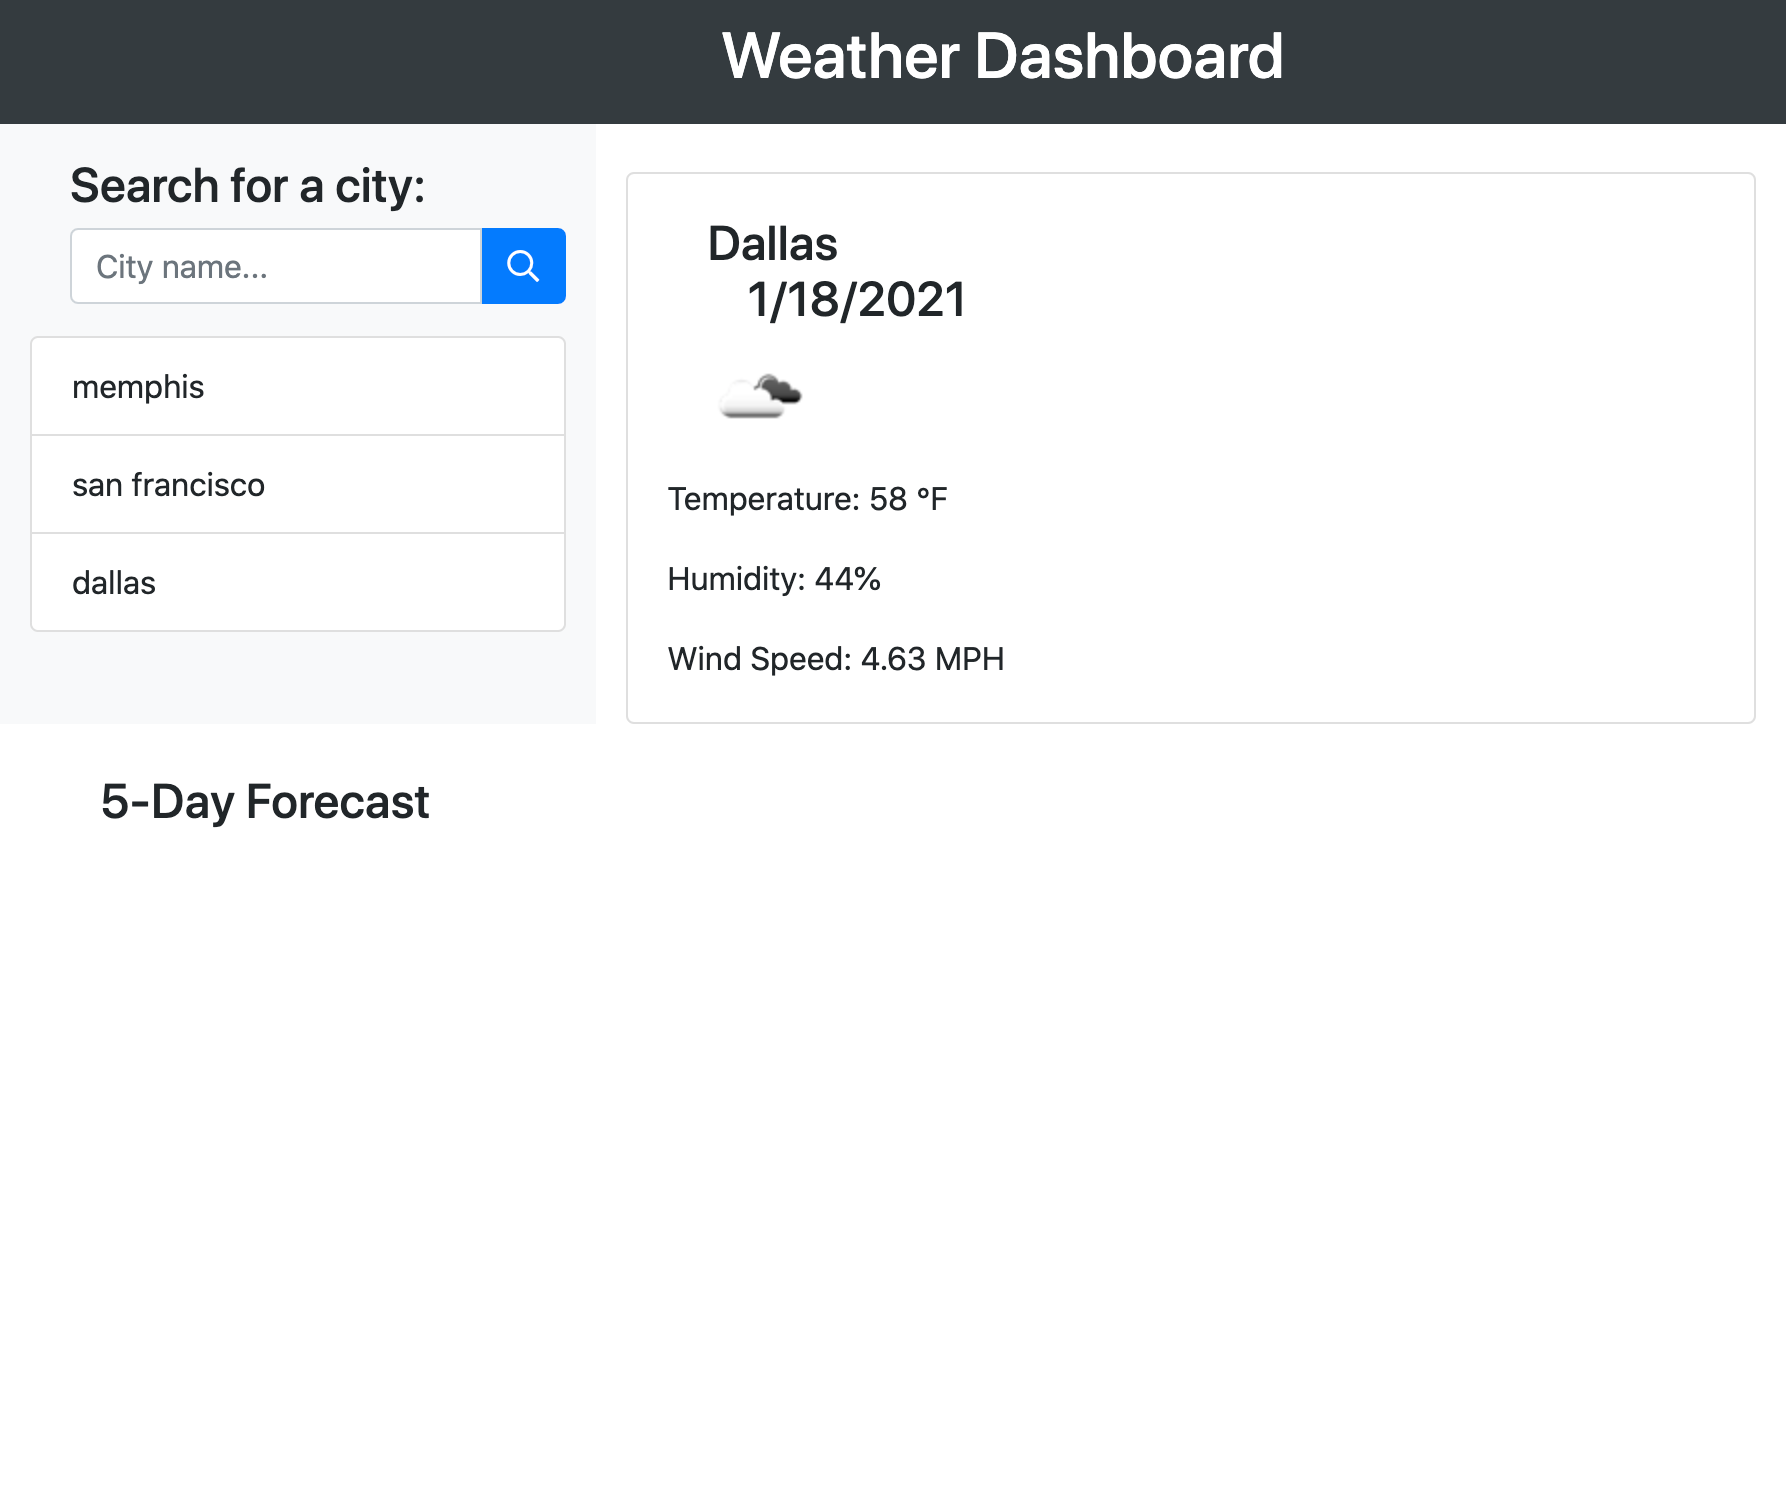 Weather Dashboard
Search for a city:
City name...
memphis
san francisco
dallas
Dallas
1/18/2021
Temperature: 58 °F
Humidity: 44%
Wind Speed: 4.63 MPH
5-Day Forecast